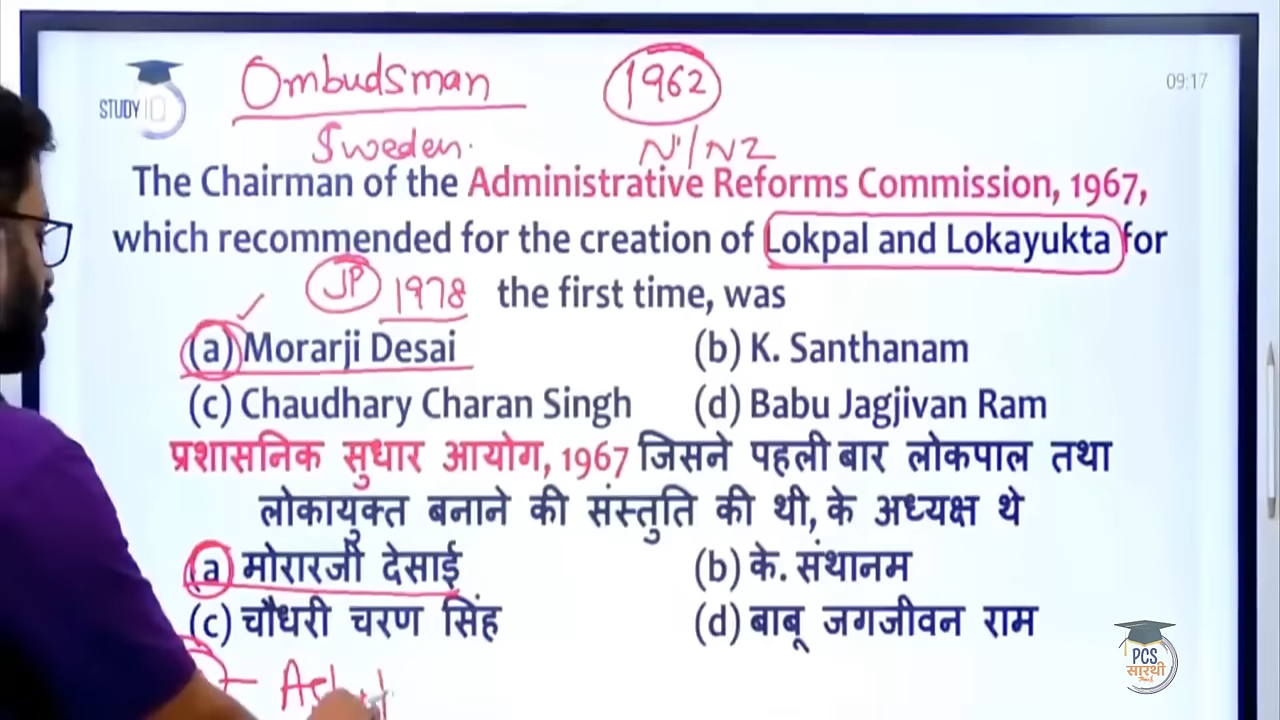 STUDY IQ
Ombudsman
1962
09:17
Sweden.
N/NZ
The Chairman of the Administrative Reforms Commission, 1967,
which recommended for the creation of Lokpal and Lokayukta for
JP 1978 the first time, was
(a) Morarji Desai
(b) K. Santhanam
(c) Chaudhary Charan Singh
(d) Babu Jagjivan Ram
प्रशासनिक सुधार आयोग, 1967 जिसने पहली बार लोकपाल तथा
लोकायुक्त बनाने की संस्तुति की थी, के अध्यक्ष थे
(a) मोरारजी देसाई
(b) के. संथानम
(c) चौधरी चरण सिंह
(d) बाबू जगजीवन राम
PCS
सारथी